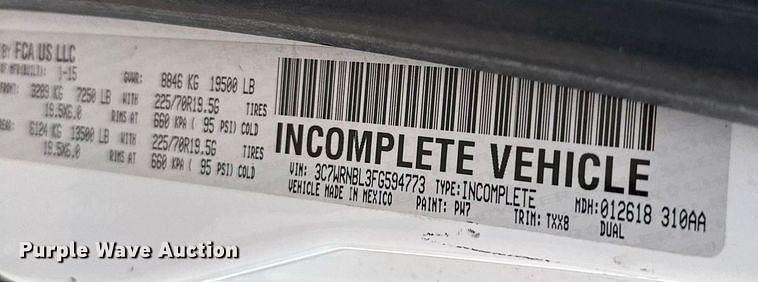 BY FCA US LLC
OF MFR(BUILT): 1-15 GVWR: 8846 KG 19500 LB
FRONT: 3289 KG 7250 LB WITH 225/70R19.5G TIRES
19.5X6.0 RIMS AT 660 KPA ( 95 PSI) COLD
REAR: 6124 KG 13500 LB WITH 225/70R19.5G TIRES
19.5X6.0 RIMS AT 660 KPA ( 95 PSI) COLD
INCOMPLETE VEHICLE
VIN: 3C7WRNBL3FG594773 TYPE: INCOMPLETE MDH: 012618 310AA
VEHICLE MADE IN MEXICO PAINT: PW7 TRIM: TXX8 DUAL
Purple Wave Auction